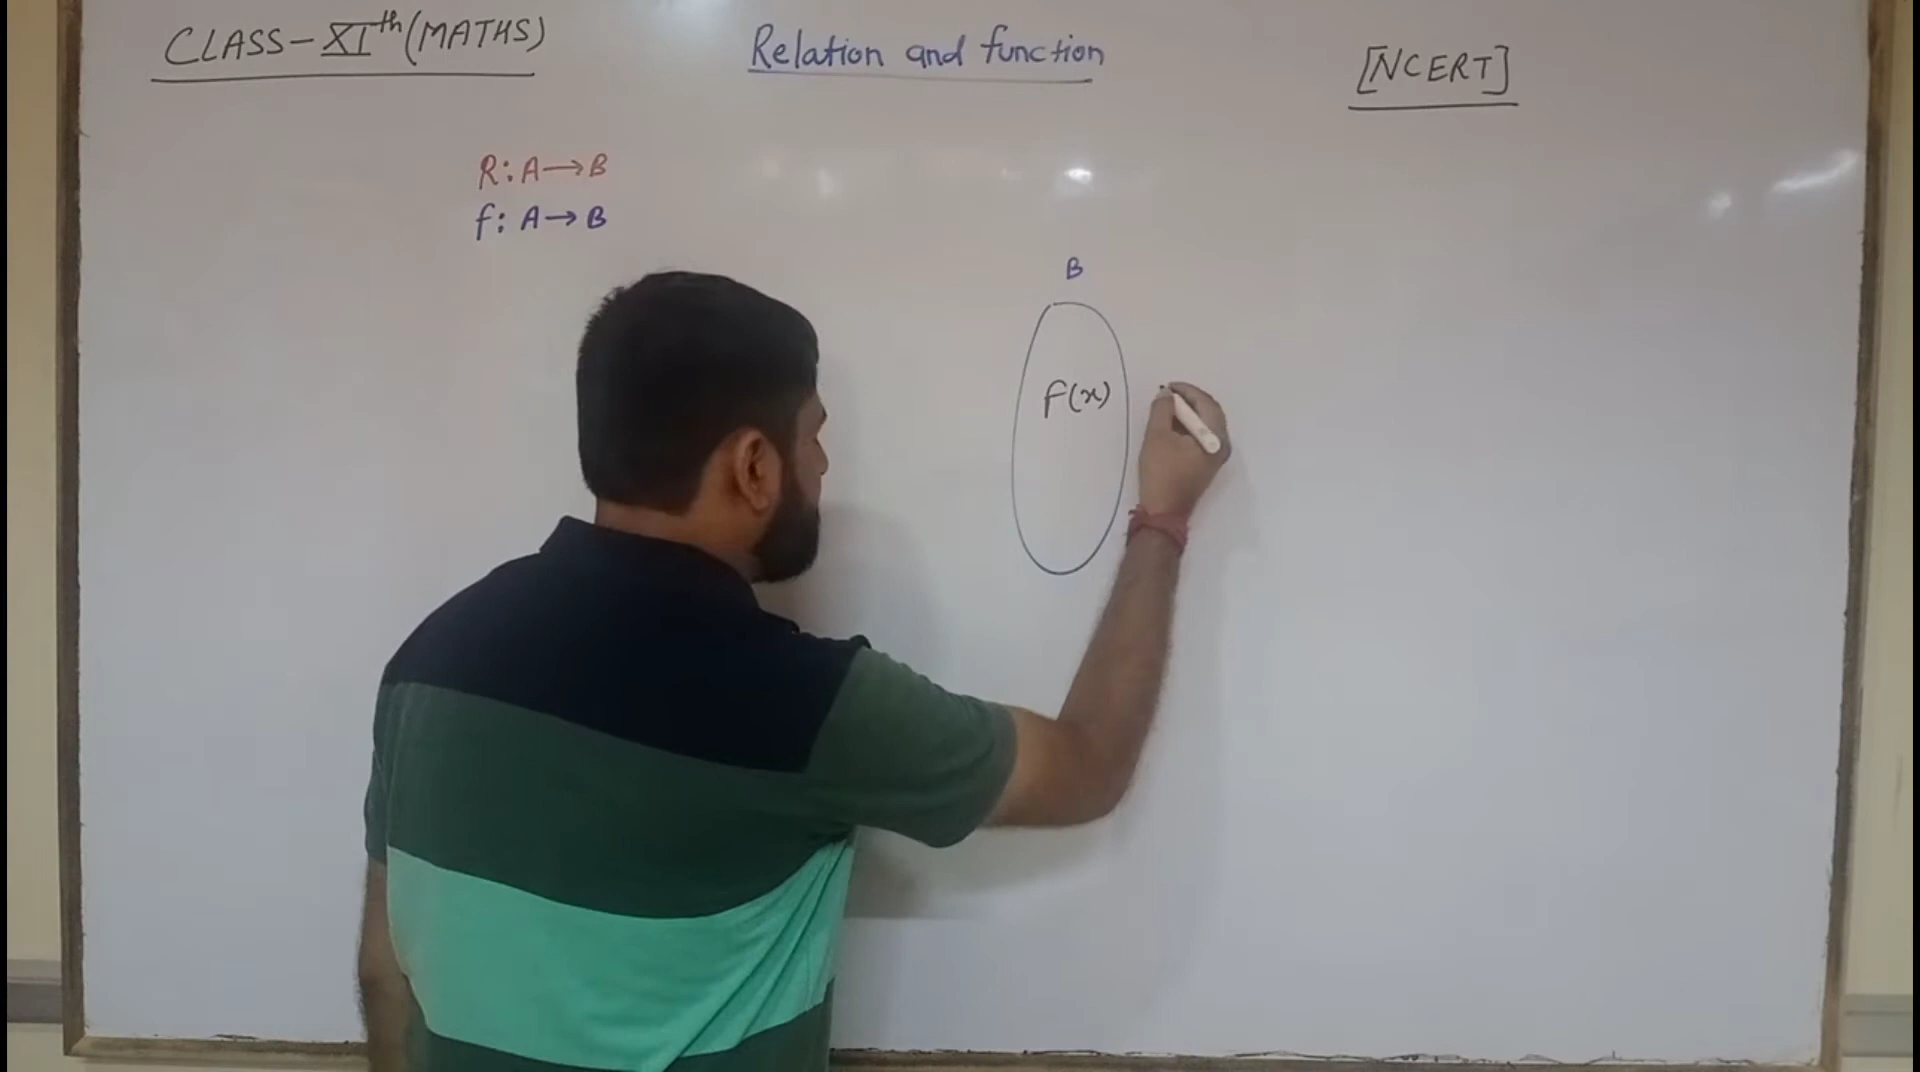 CLASS-XIth (MATHS)
Relation and function
[NCERT]
R: A→B
f: A→B
B
F(x)